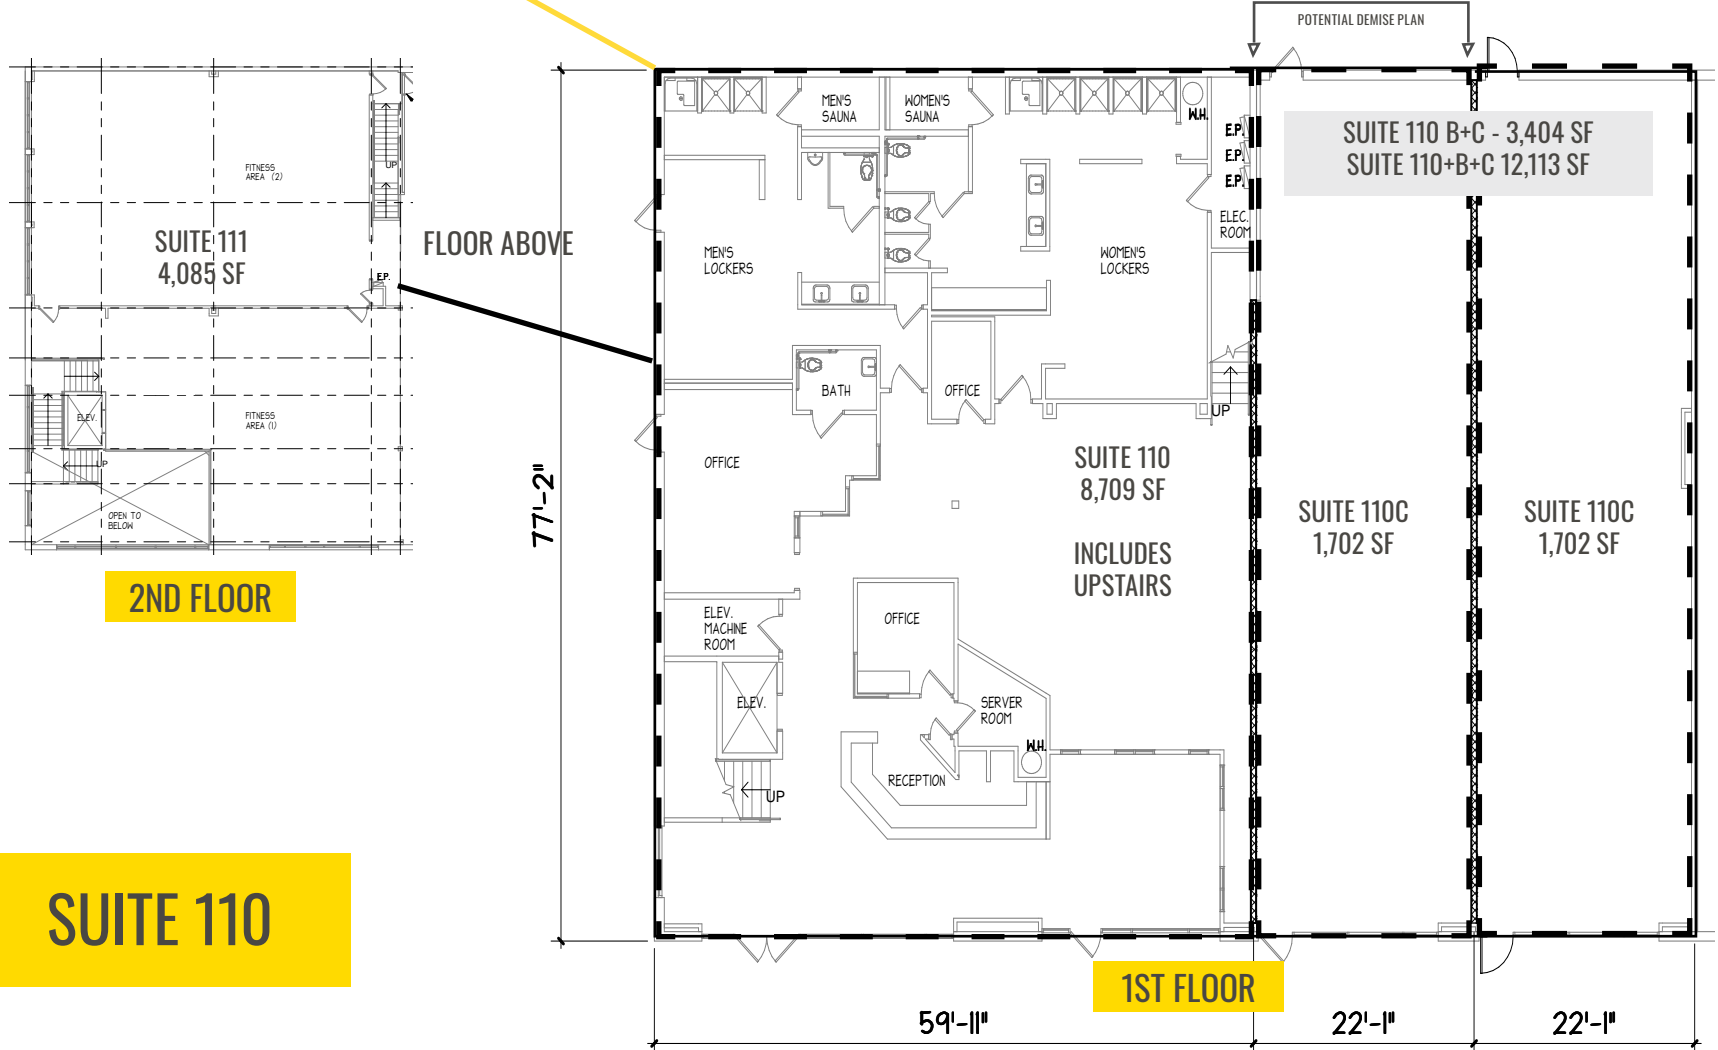 POTENTIAL DEMISE PLAN
FITNESS
AREA (2)
UP
SUITE 111
4,085 SF
E.P.
FLOOR ABOVE
ELEV.
FITNESS
AREA (1)
UP
OPEN TO
BELOW
2ND FLOOR
SUITE 110
77'-2"
MEN'S
SAUNA
WOMEN'S
SAUNA
W.H.
E.P.
E.P.
E.P.
ELEC.
ROOM
MEN'S
LOCKERS
WOMEN'S
LOCKERS
BATH
OFFICE
UP
OFFICE
SUITE 110
8,709 SF
INCLUDES
UPSTAIRS
ELEV.
MACHINE
ROOM
OFFICE
ELEV.
SERVER
ROOM
W.H.
RECEPTION
UP
SUITE 110 B+C - 3,404 SF
SUITE 110+B+C 12,113 SF
SUITE 110C
1,702 SF
SUITE 110C
1,702 SF
1ST FLOOR
59'-11"
22'-1"
22'-1"